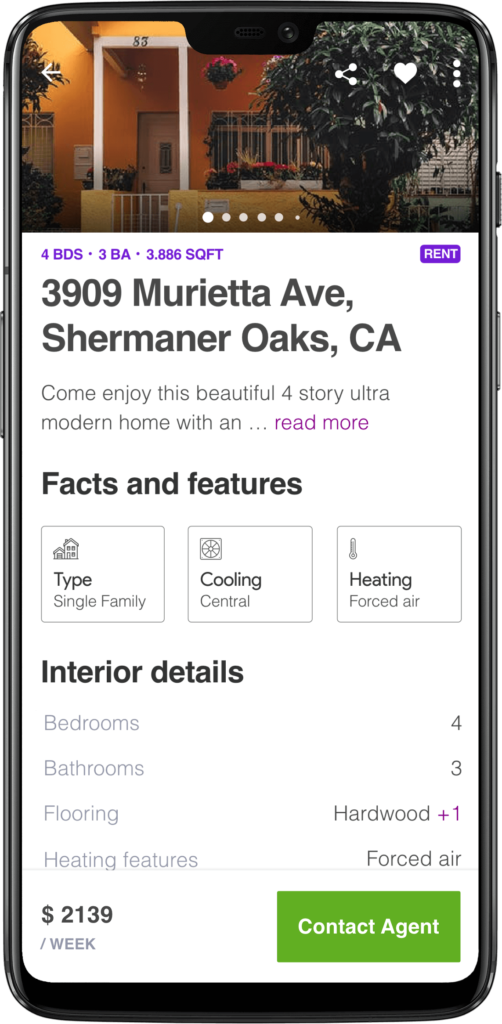 83
4 BDS · 3 BA · 3.886 SQFT
RENT
3909 Murietta Ave,
Shermaner Oaks, CA
Come enjoy this beautiful 4 story ultra
modern home with an ... read more
Facts and features
Type
Single Family
Cooling
Central
Heating
Forced air
Interior details
Bedrooms 4
Bathrooms 3
Flooring Hardwood +1
Heating features Forced air
$ 2139
/ WEEK
Contact Agent